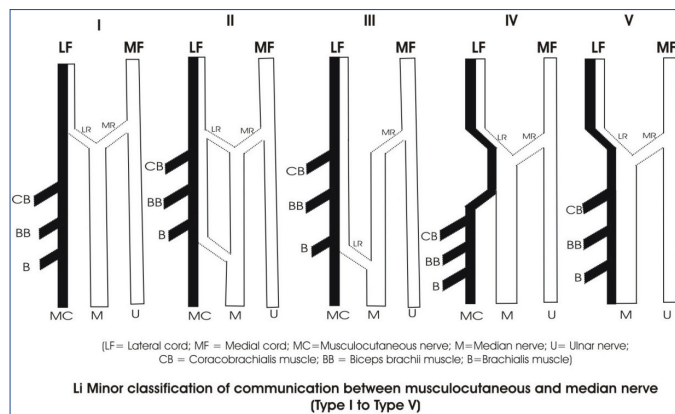 I II III IV V
LF MF LF MF LF MF LF MF LF MF
LR MR LR MR MR LR MR LR MR
CB CB CB CB
BB BB BB BB
B B B
LR
CB
BB
B
CB
BB
B
MC M U MC M U MC M U MC M U M U
(LF= Lateral cord; MF = Medial cord; MC=Musculocutaneous nerve; M=Median nerve; U= Ulnar nerve;
CB = Coracobrachialis muscle; BB = Biceps brachii muscle; B=Brachialis muscle)
Li Minor classification of communication between musculocutaneous and median nerve
(Type I to Type V)